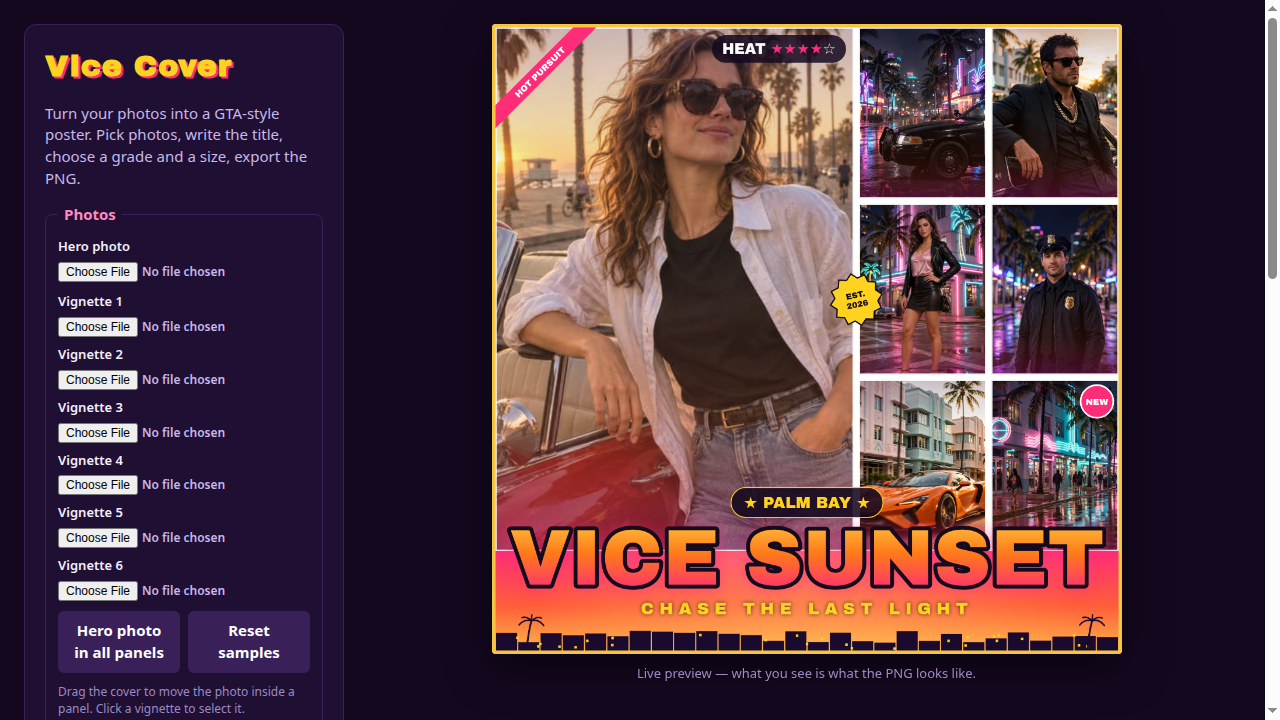 Vice Cover
Turn your photos into a GTA-style
poster. Pick photos, write the title,
choose a grade and a size, export the
PNG.
Photos
Hero photo
Choose File No file chosen
Vignette 1
Choose File No file chosen
Vignette 2
Choose File No file chosen
Vignette 3
Choose File No file chosen
Vignette 4
Choose File No file chosen
Vignette 5
Choose File No file chosen
Vignette 6
Choose File No file chosen
Hero photo
in all panels
Reset
samples
Drag the cover to move the photo inside a
panel. Click a vignette to select it.
HOT PURSUIT
HEAT ★★★★☆
EST.
2026
NEW
★ PALM BAY ★
VICE SUNSET
CHASE THE LAST LIGHT
Live preview — what you see is what the PNG looks like.